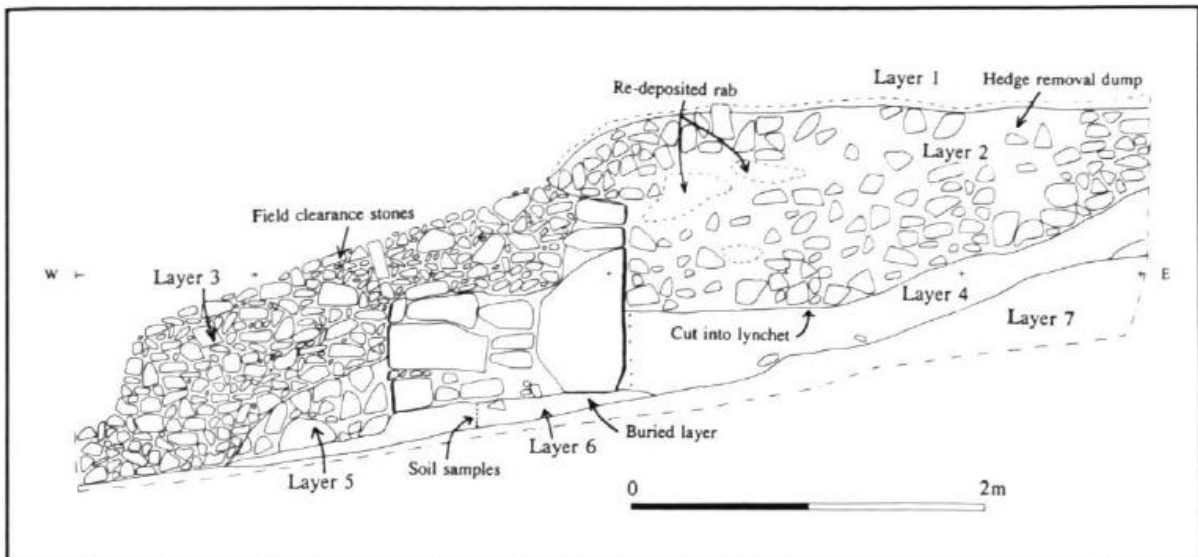 Layer 1
Hedge removal dump
Re-deposited rab
Layer 2
Field clearance stones
W
Layer 3
E
Layer 4
Layer 7
Cut into lynchet
Buried layer
Layer 6
Soil samples
Layer 5
0
2m